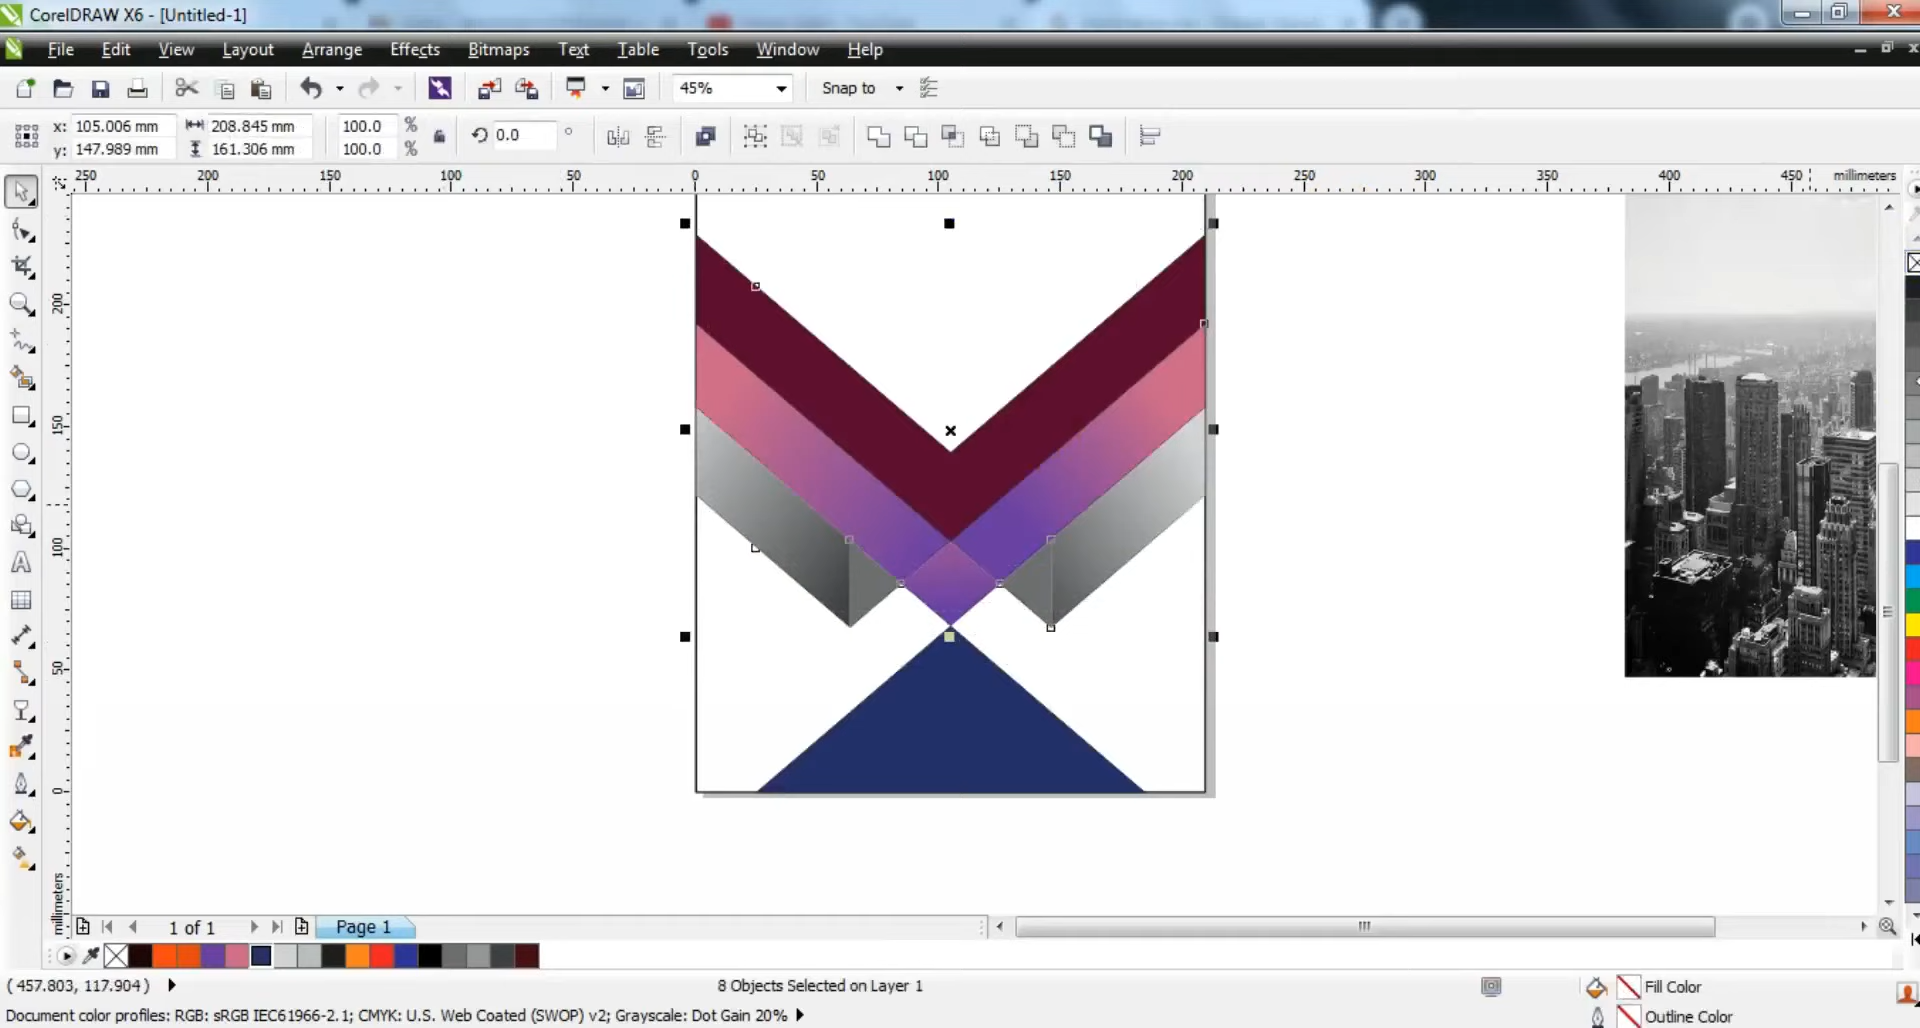 CorelDRAW X6 - [Untitled-1]
File Edit View Layout Arrange Effects Bitmaps Text Table Tools Window Help
45% Snap to
x: 105.006 mm 208.845 mm 100.0 % 0.0 °
y: 147.989 mm 161.306 mm 100.0 %
250 200 150 100 50 0 50 100 150 200 250 300 350 400 450 millimeters
200
150
100
50
0
millimeters
1 of 1 Page 1
(457.803, 117.904) 8 Objects Selected on Layer 1 Fill Color
Document color profiles: RGB: sRGB IEC61966-2.1; CMYK: U.S. Web Coated (SWOP) v2; Grayscale: Dot Gain 20% Outline Color